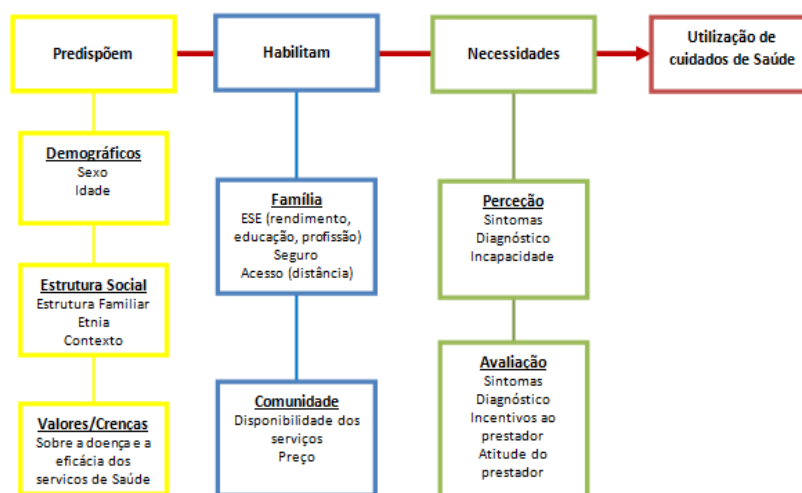 Predispõem
Habilitam
Necessidades
Utilização de
cuidados de Saúde
Demográficos
Sexo
Idade
Estrutura Social
Estrutura Familiar
Etnia
Contexto
Valores/Crenças
Sobre a doença e a
eficácia dos
servicos de Saúde
Família
ESE (rendimento,
educação, profissão)
Seguro
Acesso (distância)
Comunidade
Disponibilidade dos
serviços
Preço
Perceção
Sintomas
Diagnóstico
Incapacidade
Avaliação
Sintomas
Diagnóstico
Incentivos ao
prestador
Atitude do
prestador